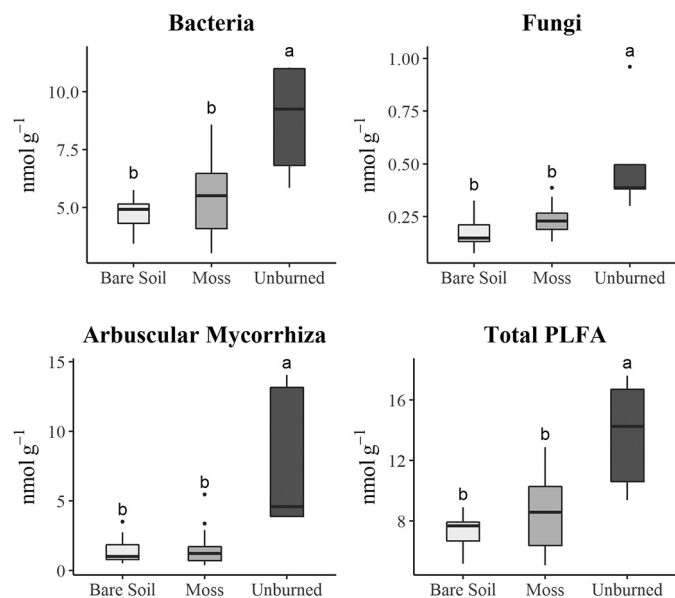 Bacteria
a
b
b
nmol g⁻¹
10.0
7.5
5.0
Bare Soil Moss Unburned
Fungi
a
b
b
nmol g⁻¹
1.00
0.75
0.50
0.25
Bare Soil Moss Unburned
Arbuscular Mycorrhiza
a
b
b
nmol g⁻¹
15
10
5
0
Bare Soil Moss Unburned
Total PLFA
a
b
b
nmol g⁻¹
16
12
8
Bare Soil Moss Unburned